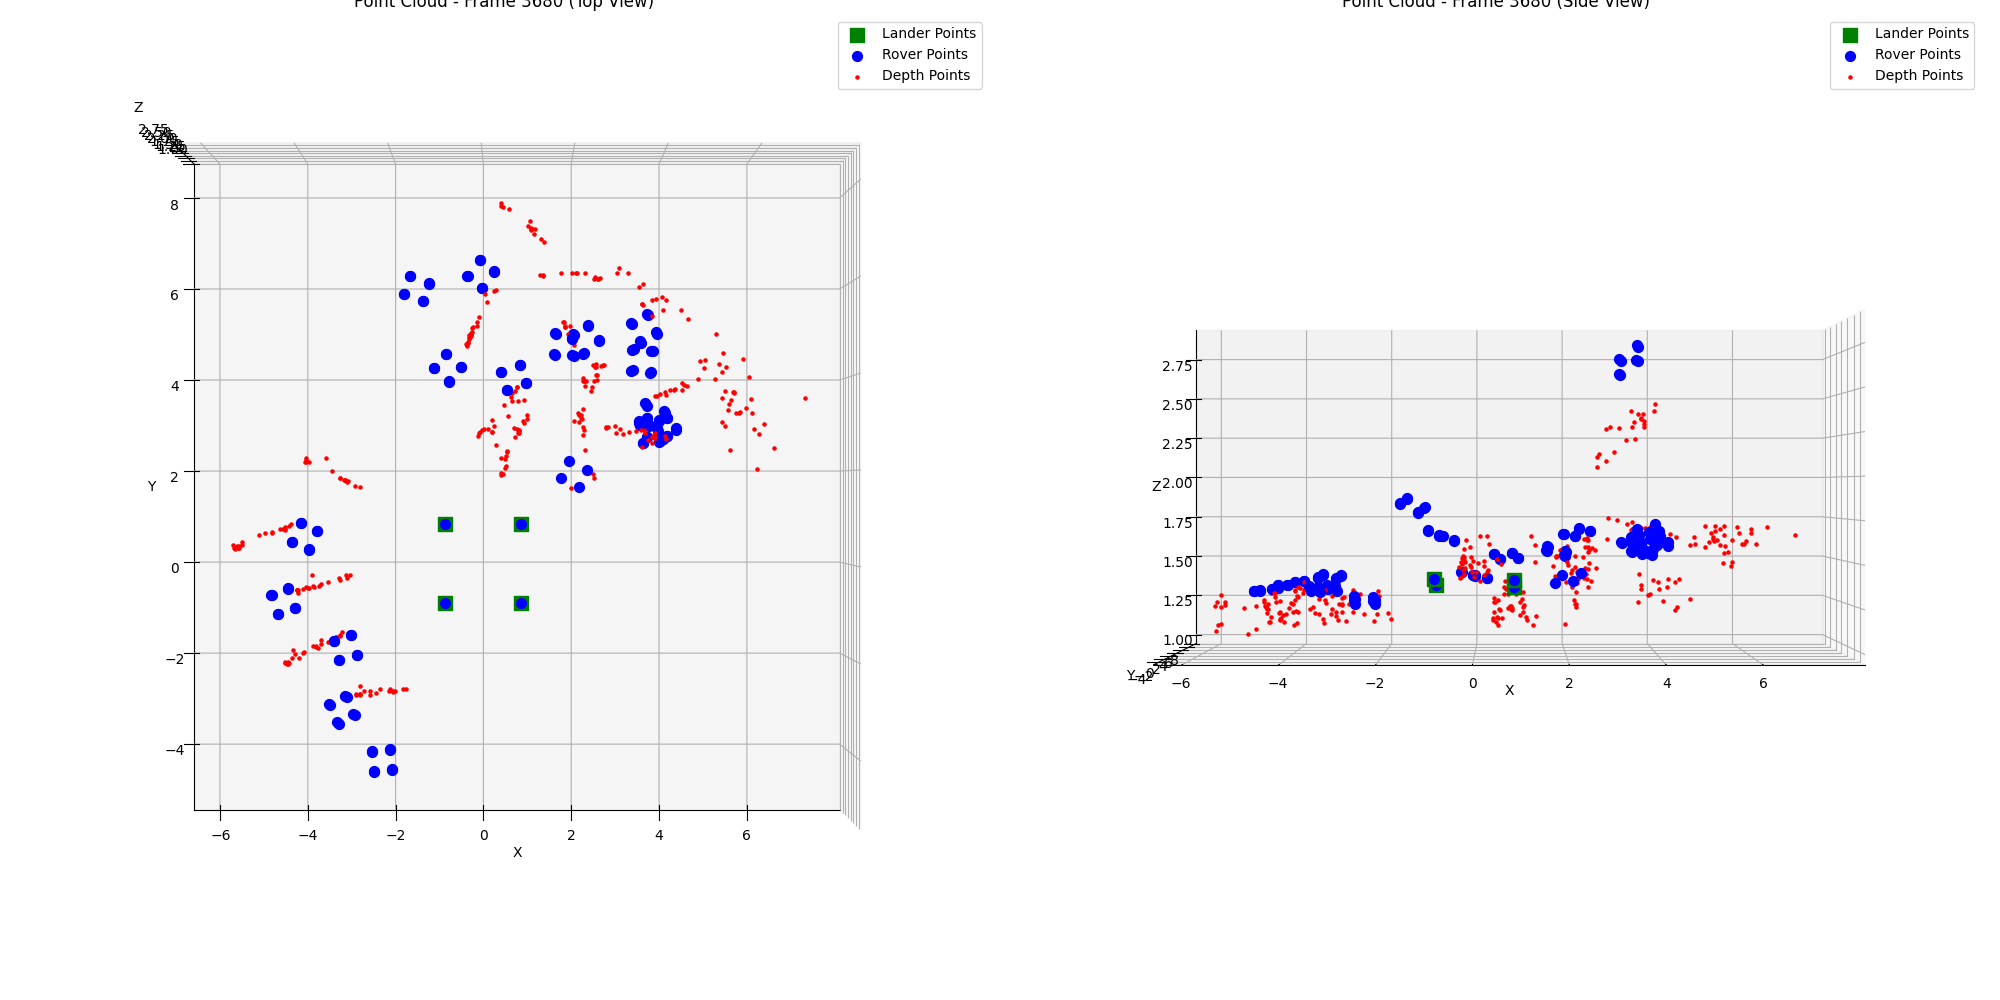 Point Cloud - Frame 3680 (Top View)
Lander Points
Rover Points
Depth Points
Z
2.75
8
6
4
2
0
−2
−4
Y
−6
−4
−2
0
2
4
6
X
Point Cloud - Frame 3680 (Side View)
Lander Points
Rover Points
Depth Points
2.75
2.50
2.25
2.00
1.75
1.50
1.25
1.00
Z
Y
−6
−4
−2
0
2
4
6
X